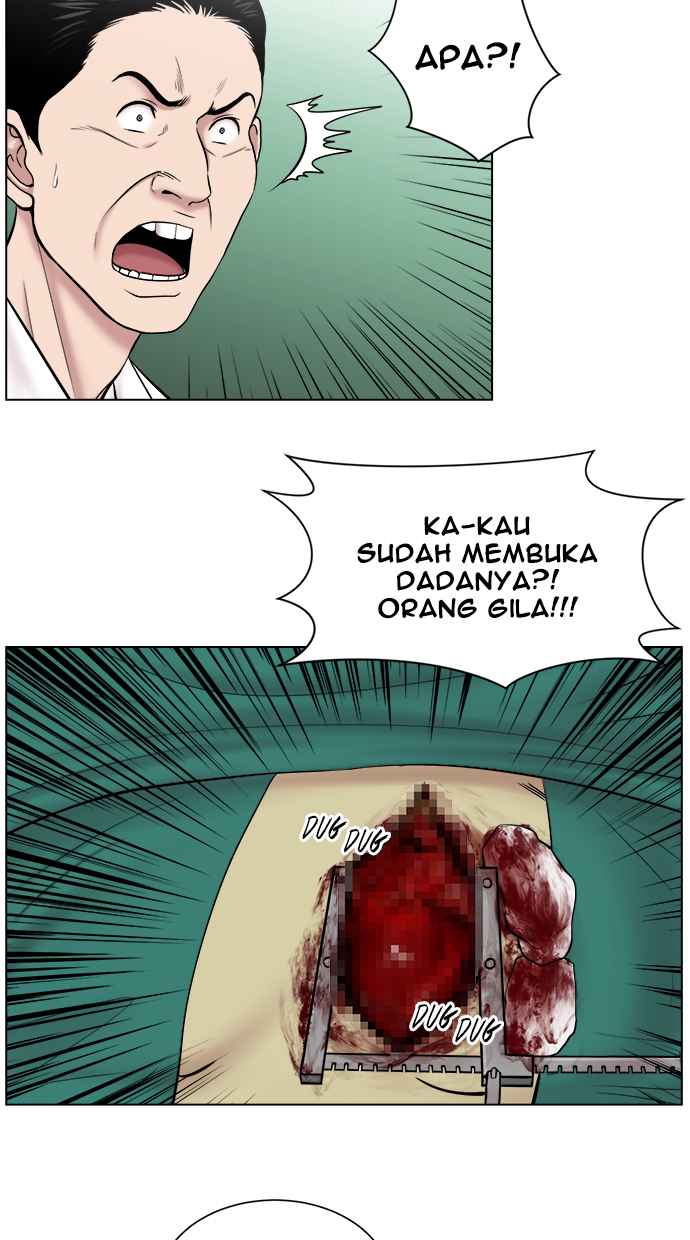 APA?!
KA-KAU
SUDAH MEMBUKA
DADANYA?!
ORANG GILA!!!
DUG
DUG
DUG
DUG